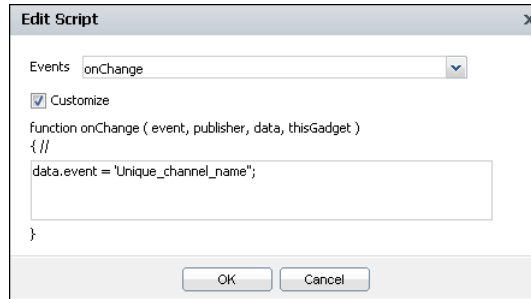 Edit Script
Events onChange
Customize
function onChange ( event, publisher, data, thisGadget )
{ //
data.event = 'Unique_channel_name";
}
OK Cancel